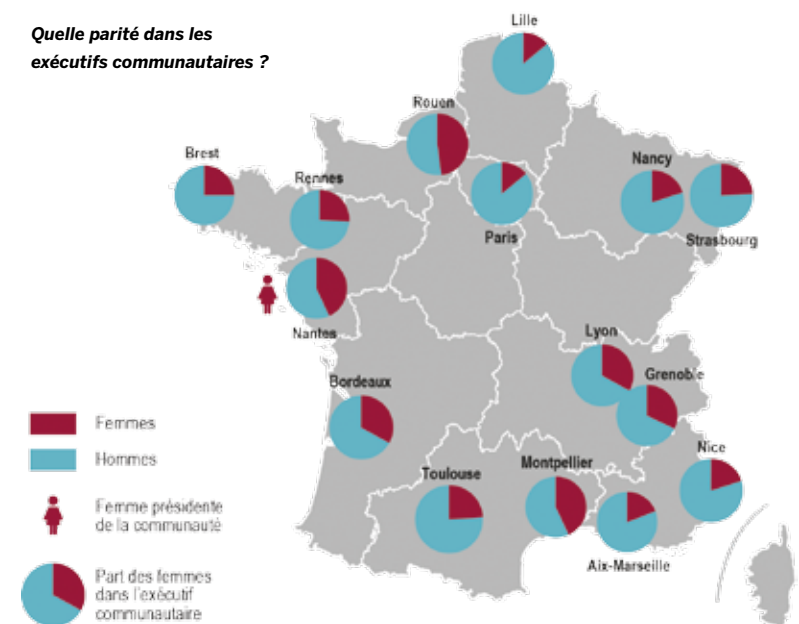 Quelle parité dans les
exécutifs communautaires ?
Lille
Rouen
Brest
Rennes
Nancy
Paris
Strasbourg
Nantes
Lyon
Grenoble
Bordeaux
Nice
Toulouse
Montpellier
Aix-Marseille
Femmes
Hommes
Femme présidente
de la communauté
Part des femmes
dans l'exécutif
communautaire